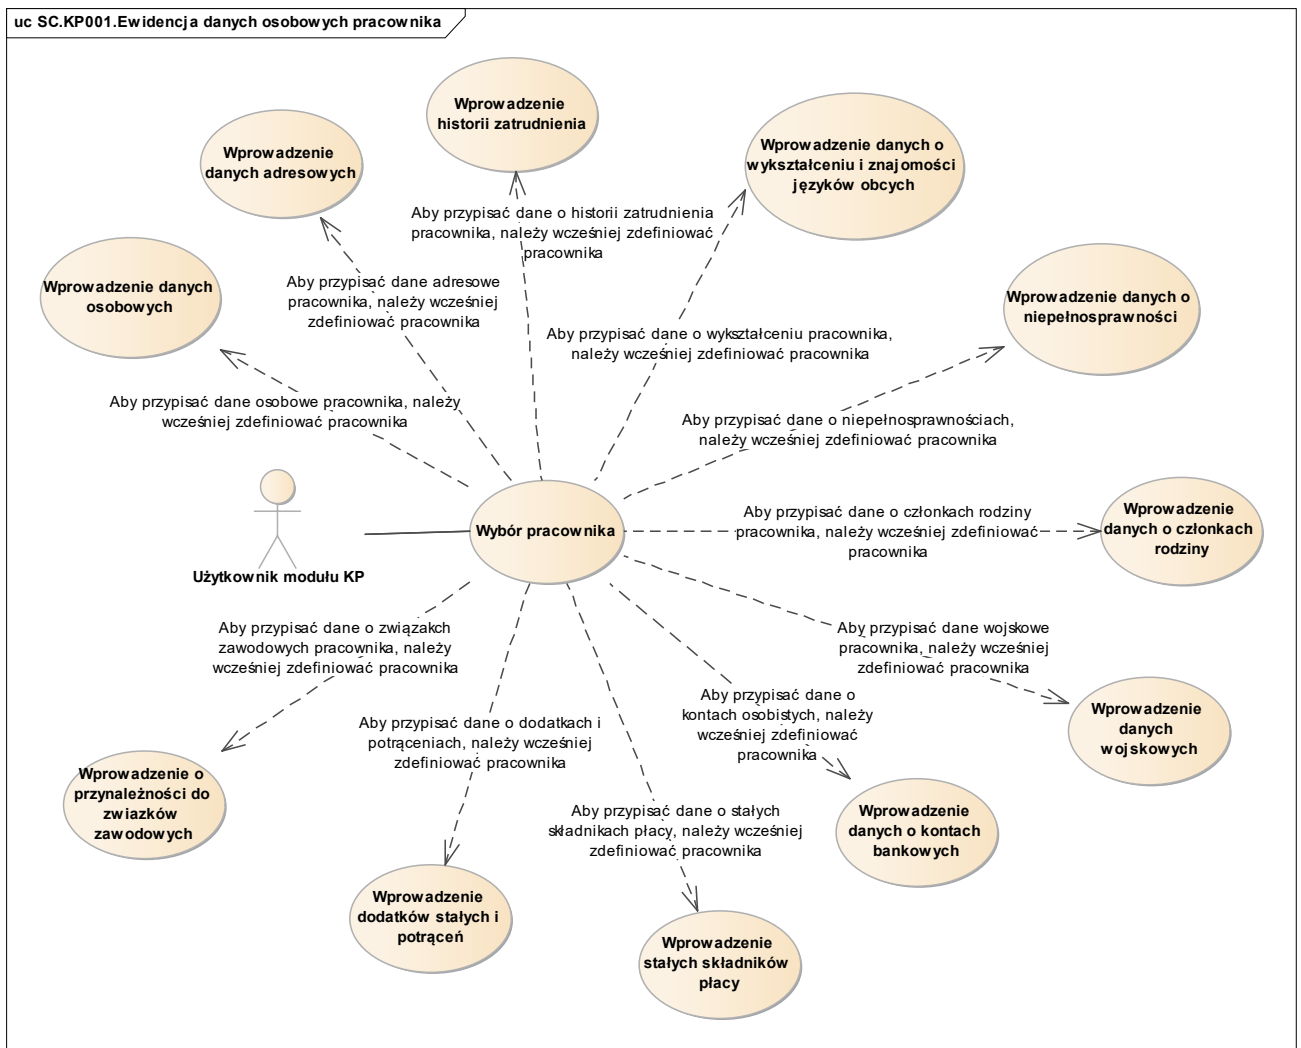 uc SC.KP001.Ewidencja danych osobowych pracownika
Wprowadzenie
historii zatrudnienia
Wprowadzenie
danych adresowych
Wprowadzenie danych o
wykształceniu i znajomości
języków obcych
Aby przypisać dane o historii zatrudnienia
pracownika, należy wcześniej zdefiniować
pracownika
Wprowadzenie danych
osobowych
Aby przypisać dane adresowe
pracownika, należy wcześniej
zdefiniować pracownika
Wprowadzenie danych o
niepełnosprawności
Aby przypisać dane o wykształceniu pracownika,
należy wcześniej zdefiniować pracownika
Aby przypisać dane osobowe pracownika, należy
wcześniej zdefiniować pracownika
Aby przypisać dane o niepełnosprawnościach,
należy wcześniej zdefiniować pracownika
Wybór pracownika
Aby przypisać dane o członkach rodziny
pracownika, należy wcześniej zdefiniować
pracownika
Wprowadzenie
danych o członkach
rodziny
Użytkownik modułu KP
Aby przypisać dane o związakch
zawodowych pracownika, należy
wcześniej zdefiniować pracownika
Aby przypisać dane wojskowe
pracownika, należy wcześniej
zdefiniować pracownika
Aby przypisać dane o
kontach osobistych, należy
wcześniej zdefiniować
pracownika
Wprowadzenie
danych
wojskowych
Aby przypisać dane o dodatkach i
potrąceniach, należy wcześniej
zdefiniować pracownika
Wprowadzenie o
przynależności do
zwiazków
zawodowych
Aby przypisać dane o stałych
składnikach płacy, należy wcześniej
zdefiniować pracownika
Wprowadzenie
danych o kontach
bankowych
Wprowadzenie
dodatków stałych i
potrąceń
Wprowadzenie
stałych składników
płacy